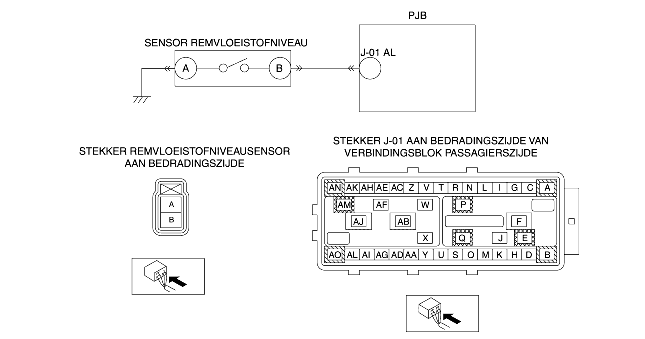 PJB
SENSOR REMVLOEISTOFNIVEAU
J-01 AL
A B
STEKKER REMVLOEISTOFNIVEAUSENSOR
AAN BEDRADINGSZIJDE
A
B
STEKKER J-01 AAN BEDRADINGSZIJDE VAN
VERBINDINGSBLOK PASSAGIERSZIJDE
AN AK AH AE AC Z V T R N L I G C A
AM AF W P
AJ AB F
X Q J E
AO AL AI AG AD AA Y U S O M K H D B